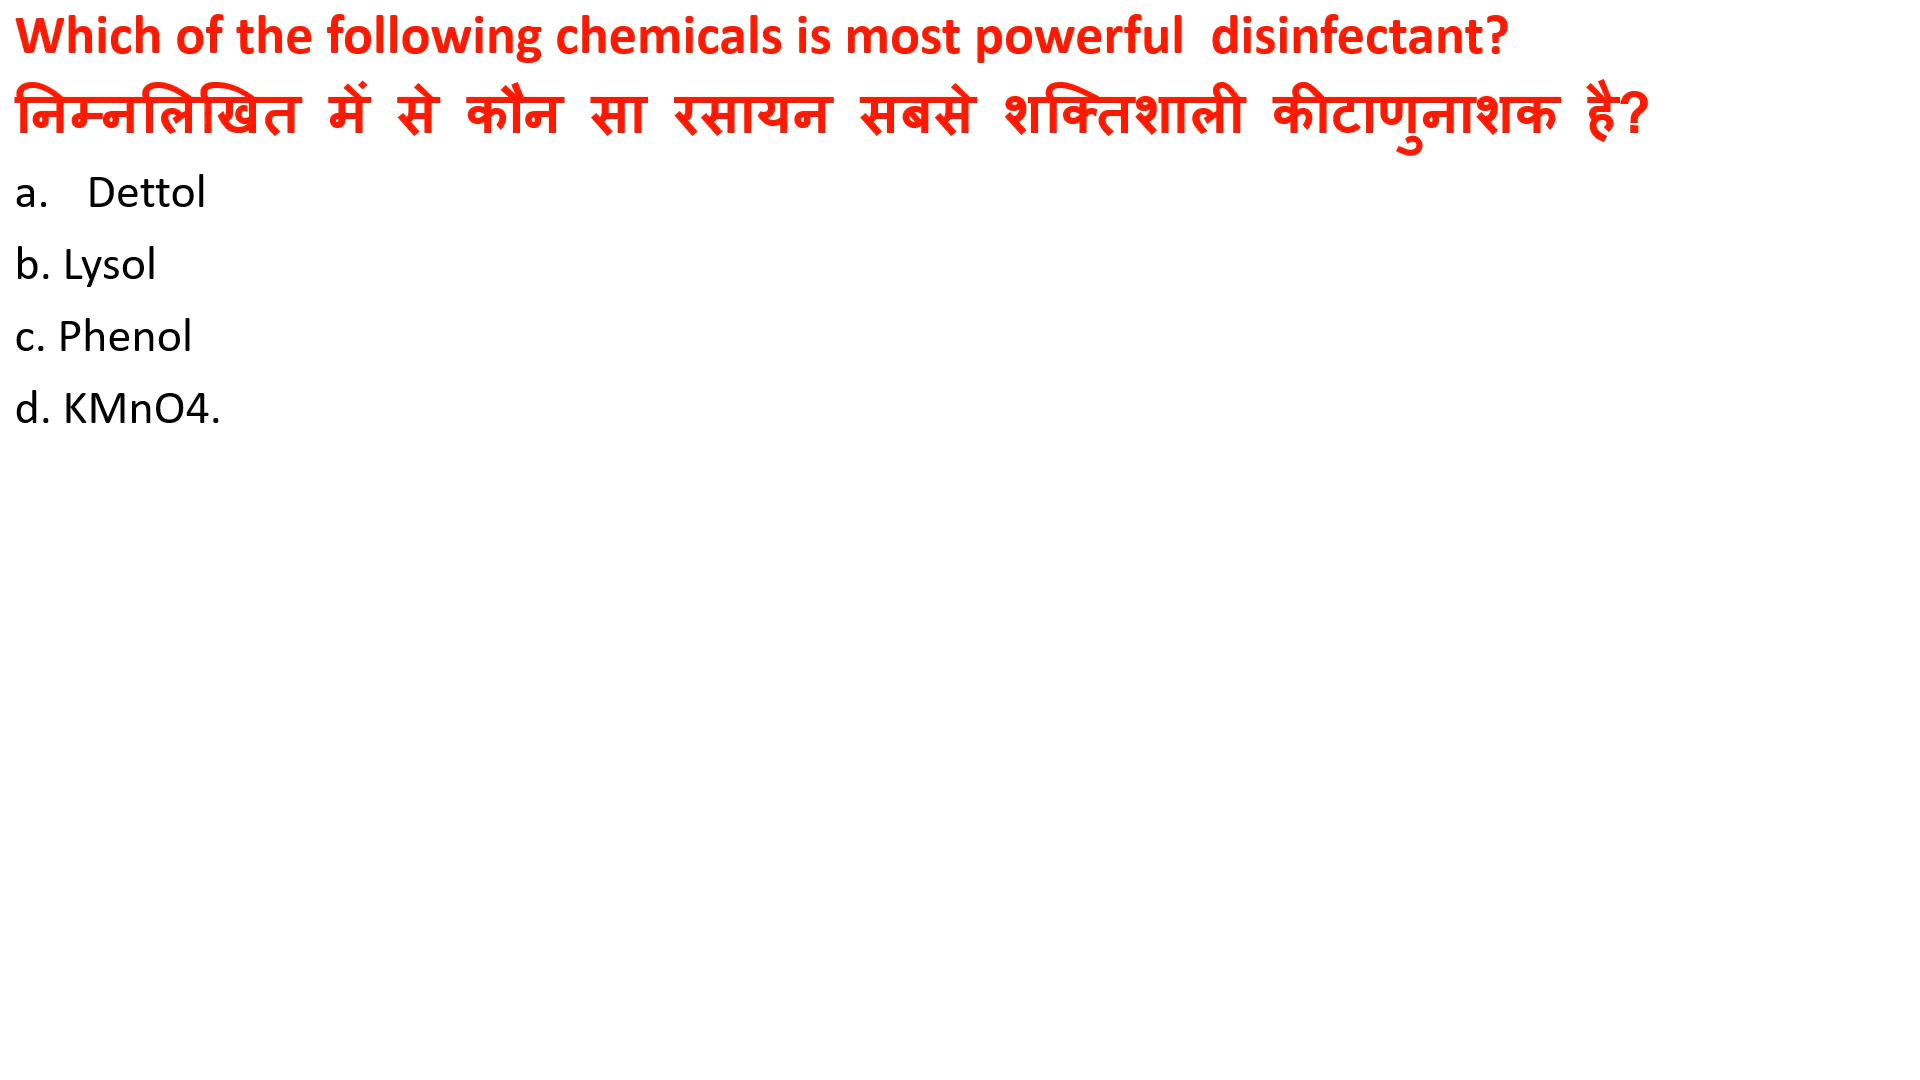 Which of the following chemicals is most powerful  disinfectant?
निम्नलिखित में से कौन सा रसायन सबसे शक्तिशाली कीटाणुनाशक है?
a. Dettol
b. Lysol
c. Phenol
d. KMnO4.